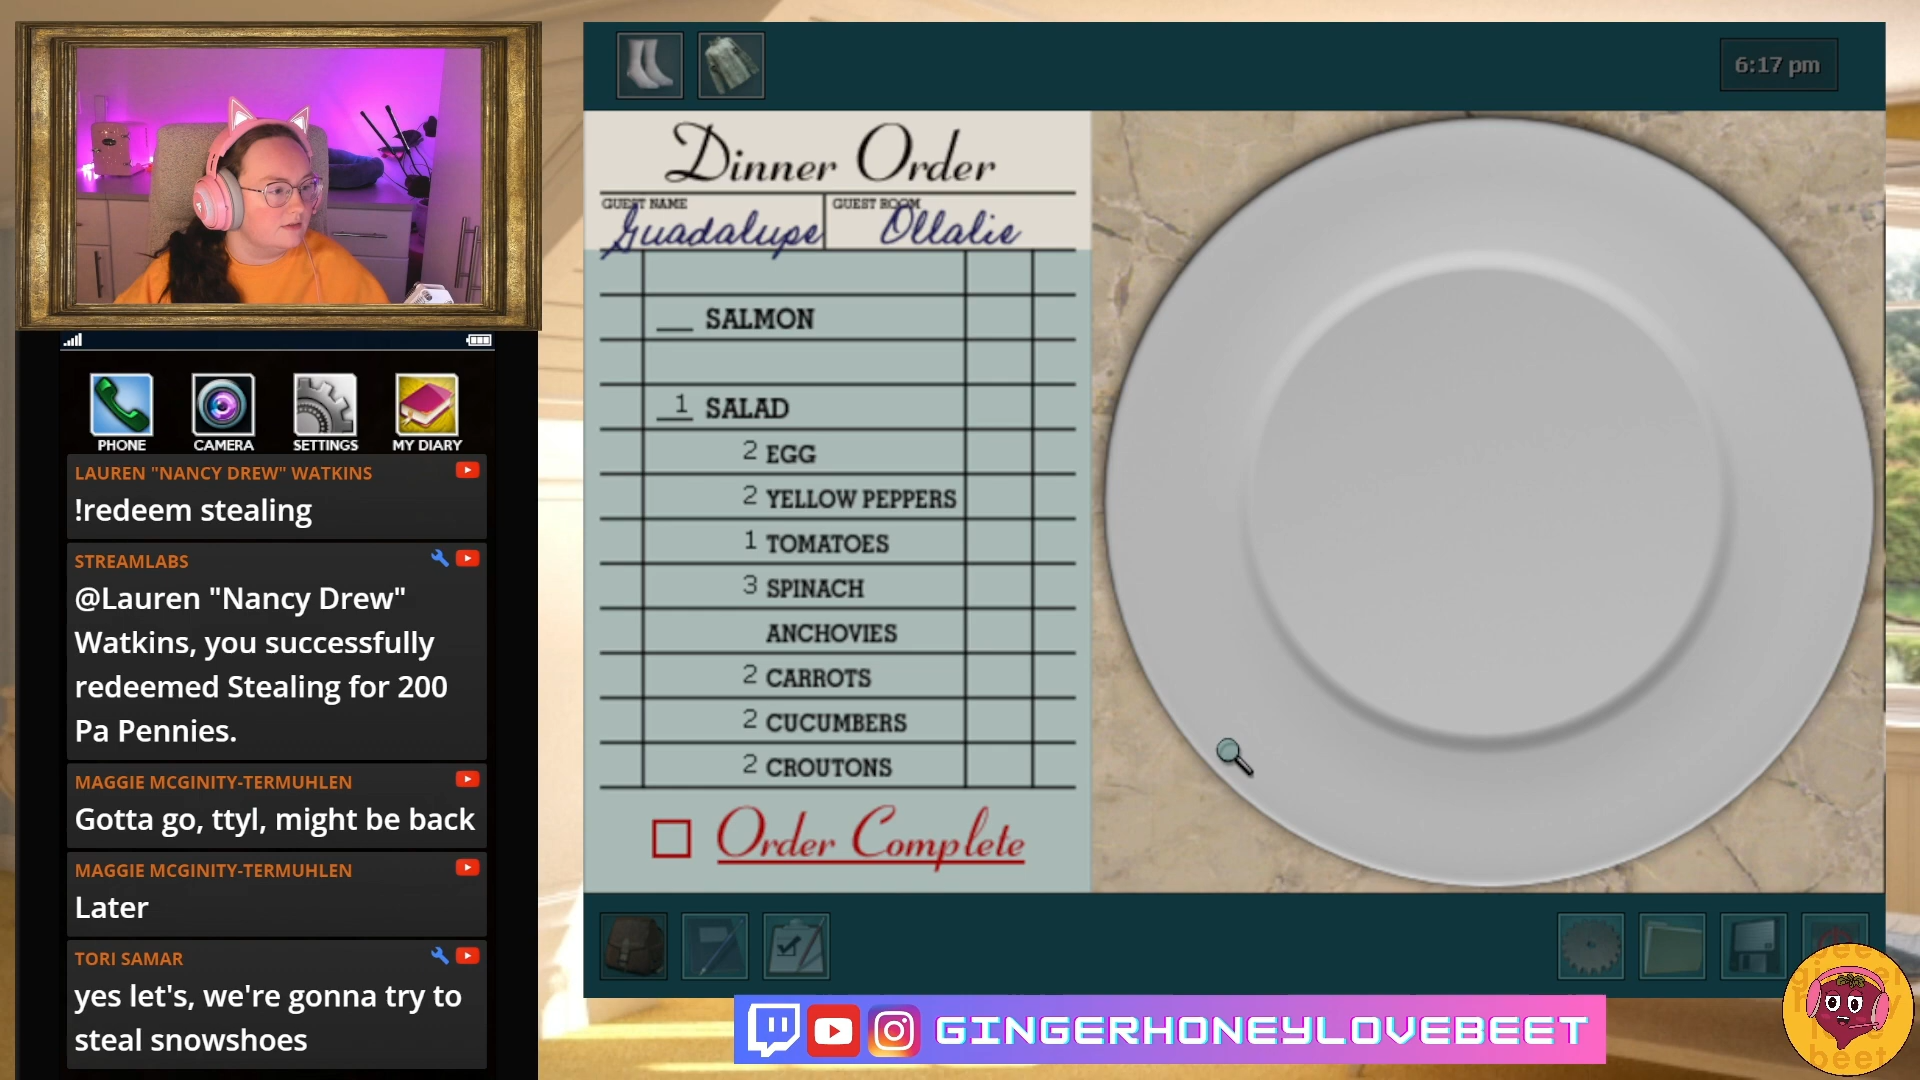 6:17 pm
Dinner Order
GUEST NAME
GUEST ROOM
Guadalupe
Ollalie
SALMON
1 SALAD
2 EGG
2 YELLOW PEPPERS
1 TOMATOES
3 SPINACH
ANCHOVIES
2 CARROTS
2 CUCUMBERS
2 CROUTONS
Order Complete
PHONE
CAMERA
SETTINGS
MY DIARY
LAUREN "NANCY DREW" WATKINS
!redeem stealing
STREAMLABS
@Lauren "Nancy Drew"
Watkins, you successfully
redeemed Stealing for 200
Pa Pennies.
MAGGIE MCGINITY-TERMUHLEN
Gotta go, ttyl, might be back
MAGGIE MCGINITY-TERMUHLEN
Later
TORI SAMAR
yes let's, we're gonna try to
steal snowshoes
GINGERHONEYLOVEBEET
beet